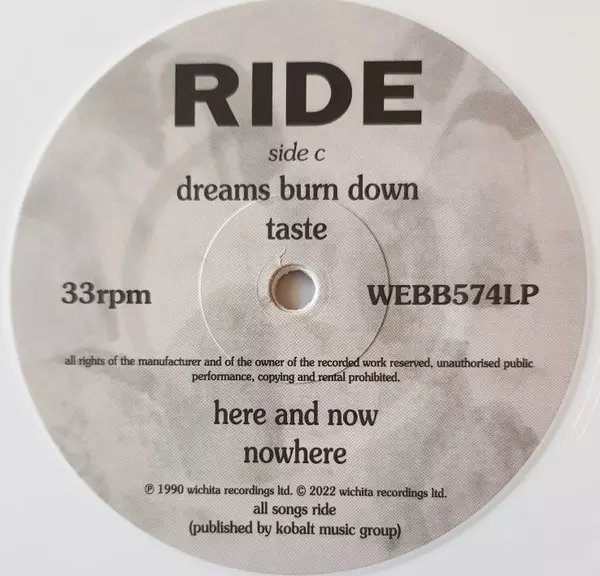 RIDE
side c
dreams burn down
taste
33rpm
WEBB574LP
all rights of the manufacturer and of the owner of the recorded work reserved, unauthorised public
performance, copying and rental prohibited.
here and now
nowhere
℗ 1990 wichita recordings ltd. © 2022 wichita recordings ltd.
all songs ride
(published by kobalt music group)